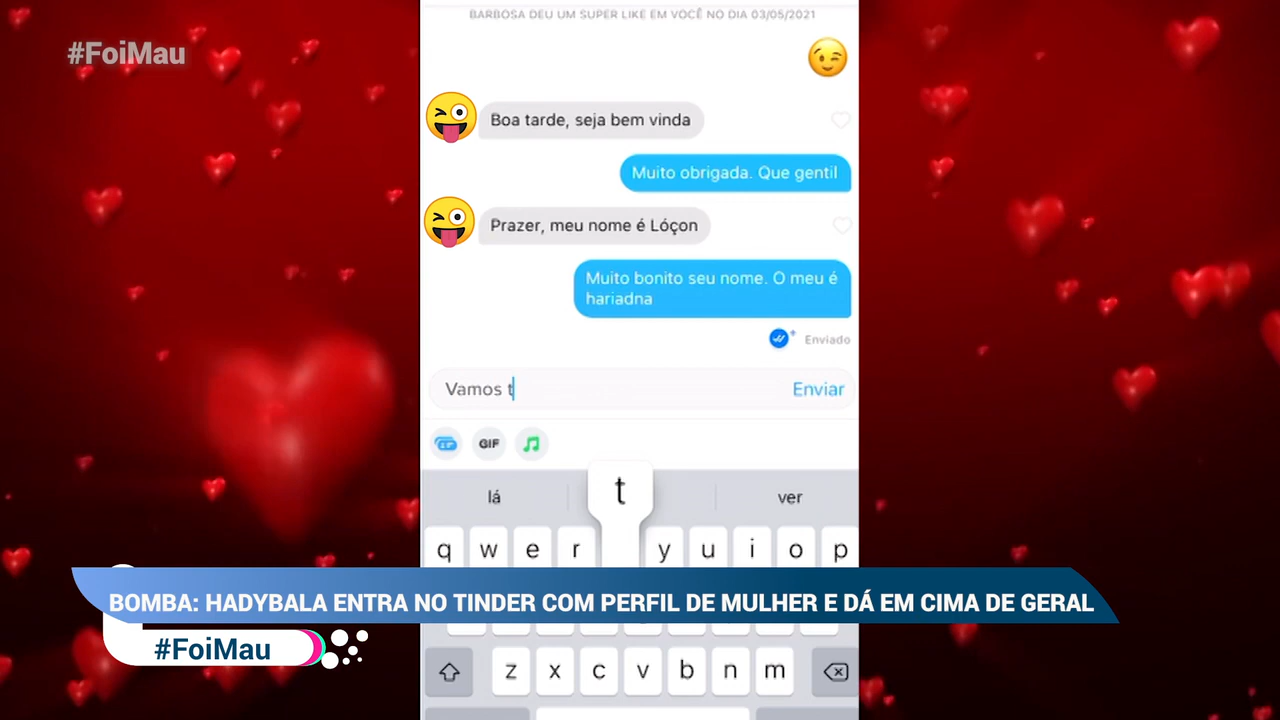 BARBOSA DEU UM SUPER LIKE EM VOCÊ NO DIA 03/05/2021
#FoiMau
Boa tarde, seja bem vinda
Muito obrigada. Que gentil
Prazer, meu nome é Lóçon
Muito bonito seu nome. O meu é
hariadna
Enviado
Vamos t
Enviar
GIF
lá
t
ver
q w e r y u i o p
BOMBA: HADYBALA ENTRA NO TINDER COM PERFIL DE MULHER E DÁ EM CIMA DE GERAL
#FoiMau
z x c v b n m